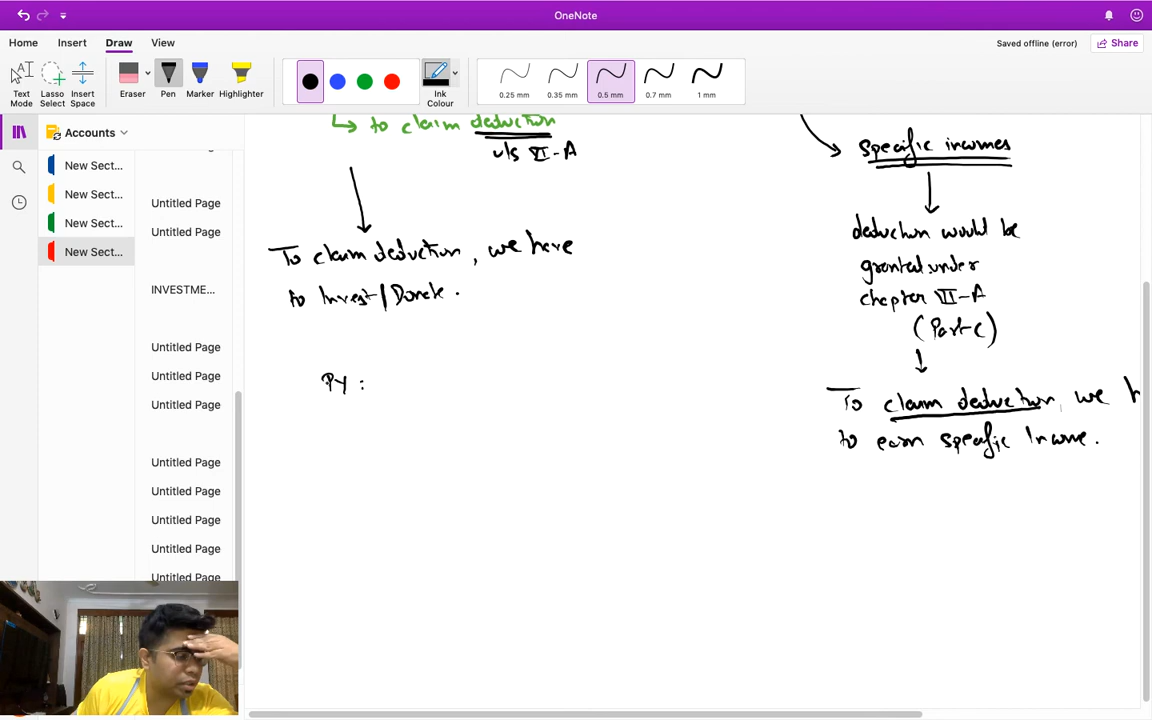 OneNote
Home
Insert
Draw
View
Saved offline (error)
Share
Text Mode
Lasso Select
Insert Space
Eraser
Pen
Marker
Highlighter
Ink Colour
0.25 mm
0.35 mm
0.5 mm
0.7 mm
1 mm
Accounts
New Sect...
New Sect...
New Sect...
New Sect...
Untitled Page
Untitled Page
INVESTME...
Untitled Page
Untitled Page
Untitled Page
Untitled Page
Untitled Page
Untitled Page
Untitled Page
Untitled Page
to claim deduction
u/s VI-A
To claim deduction, we have
to Invest/Donate.
PY :
specific incomes
deduction would be
granted under
chapter VI-A
(Part-C)
To claim deduction, we h
to earn specific Income.